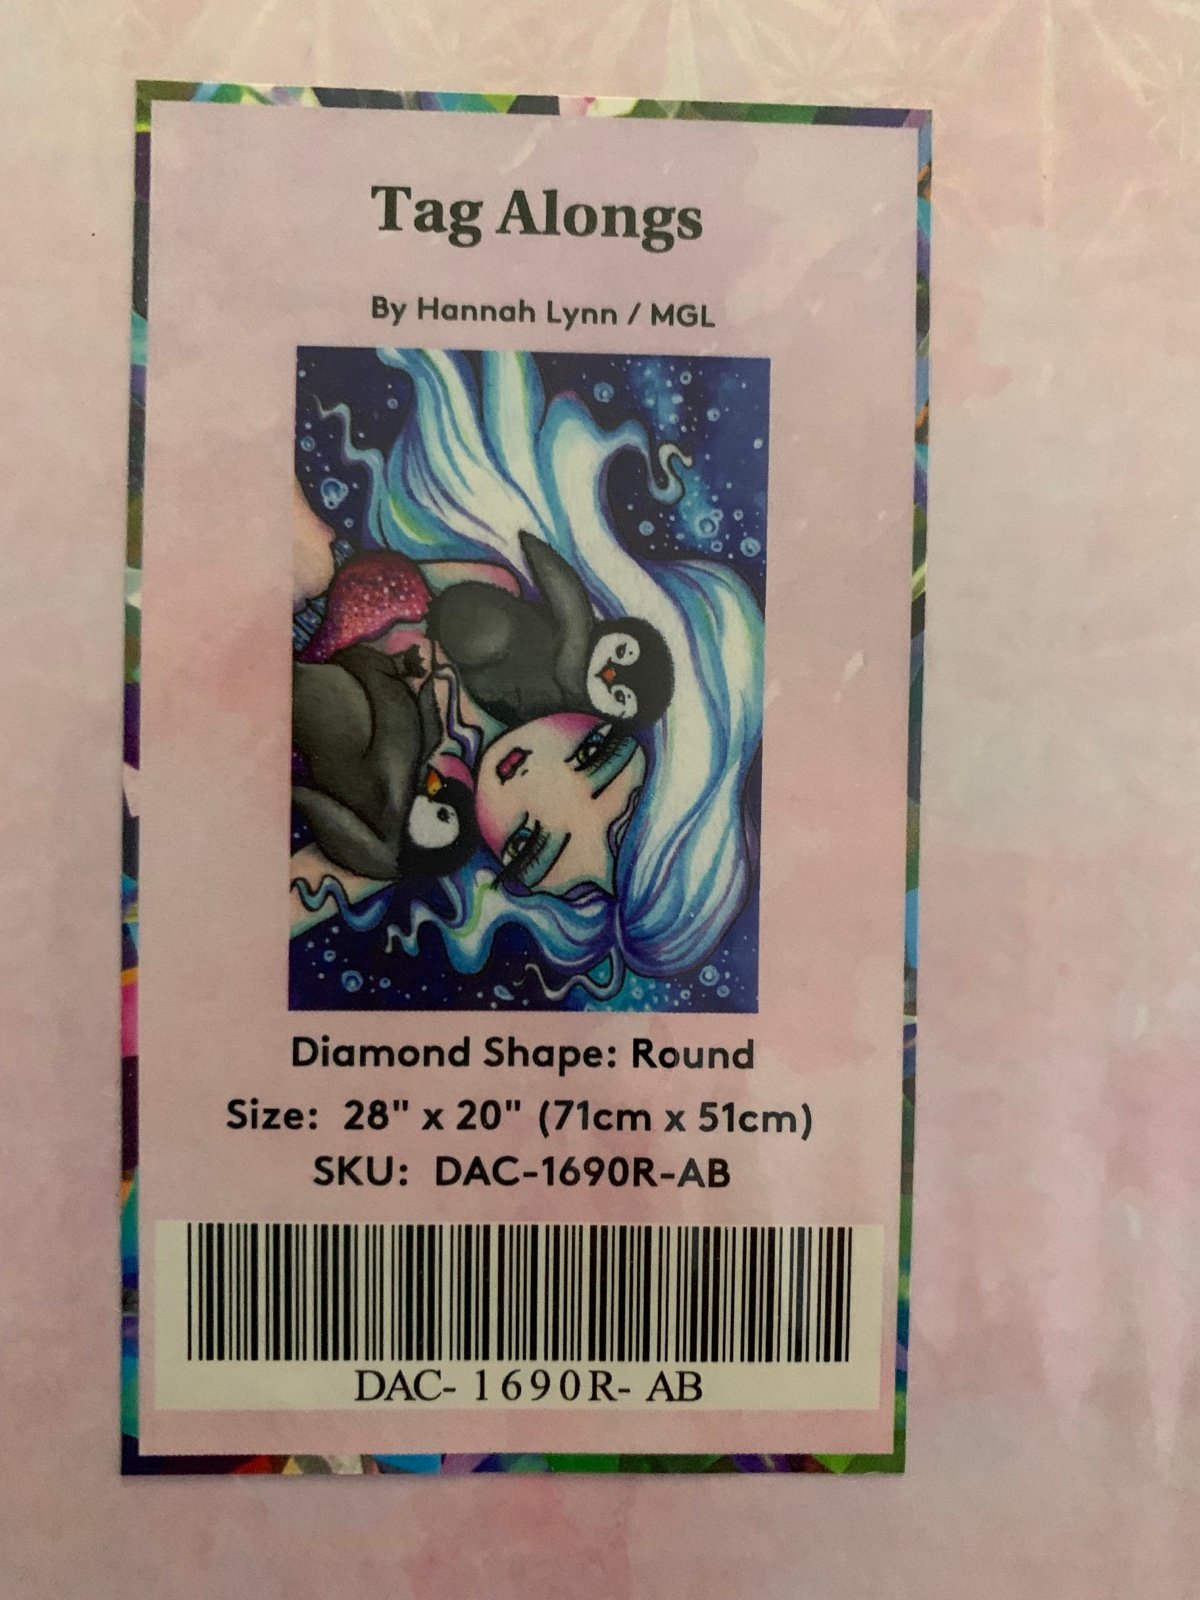 Tag Alongs
By Hannah Lynn / MGL
Diamond Shape: Round
Size: 28" x 20" (71cm x 51cm)
SKU: DAC-1690R-AB
DAC- 1690R- AB